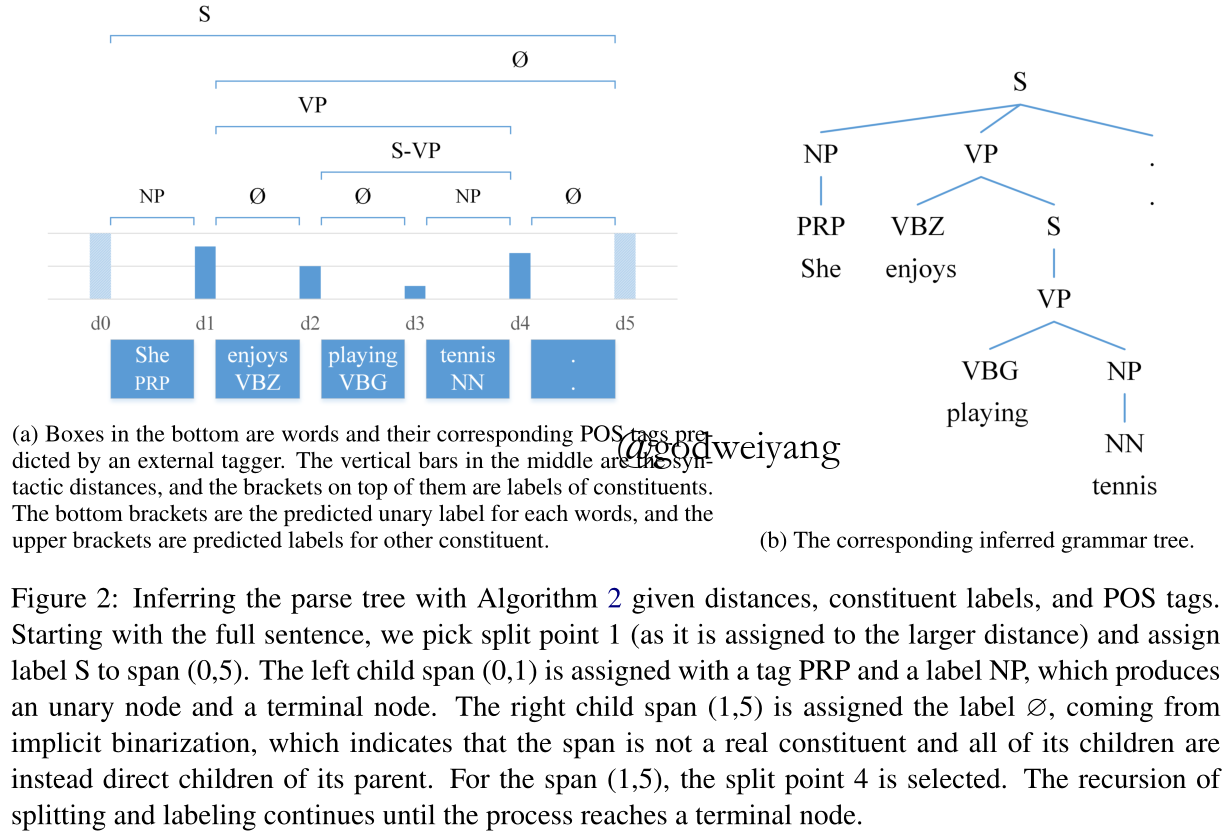 S
Ø
VP
S-VP
NP Ø Ø NP Ø
d0 d1 d2 d3 d4 d5
She enjoys playing tennis .
PRP VBZ VBG NN .
(a) Boxes in the bottom are words and their corresponding POS tags pre-
dicted by an external tagger. The vertical bars in the middle are the syn-
tactic distances, and the brackets on top of them are labels of constituents.
The bottom brackets are the predicted unary label for each words, and the
upper brackets are predicted labels for other constituent.
S
NP VP .
PRP VBZ S .
She enjoys
VP
VBG NP
playing
NN
tennis
(b) The corresponding inferred grammar tree.
@godweiyang
Figure 2: Inferring the parse tree with Algorithm 2 given distances, constituent labels, and POS tags.
Starting with the full sentence, we pick split point 1 (as it is assigned to the larger distance) and assign
label S to span (0,5). The left child span (0,1) is assigned with a tag PRP and a label NP, which produces
an unary node and a terminal node. The right child span (1,5) is assigned the label ∅, coming from
implicit binarization, which indicates that the span is not a real constituent and all of its children are
instead direct children of its parent. For the span (1,5), the split point 4 is selected. The recursion of
splitting and labeling continues until the process reaches a terminal node.